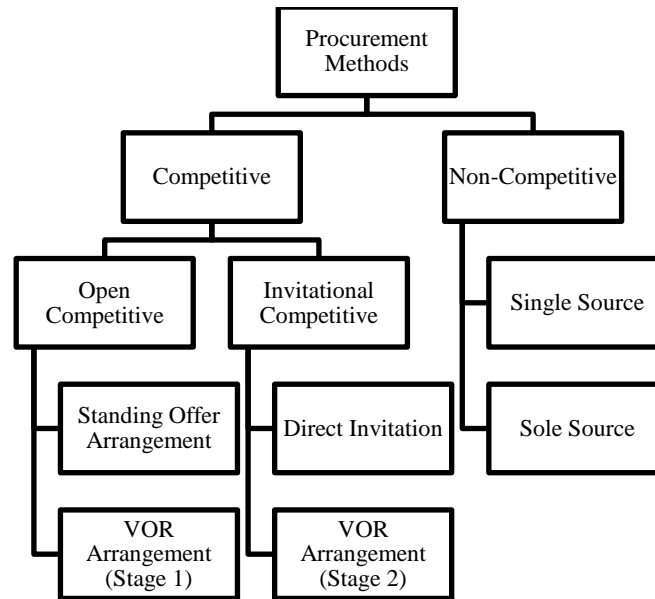 Procurement
Methods
Competitive
Non-Competitive
Open
Competitive
Invitational
Competitive
Single Source
Standing Offer
Arrangement
Direct Invitation
Sole Source
VOR
Arrangement
(Stage 1)
VOR
Arrangement
(Stage 2)